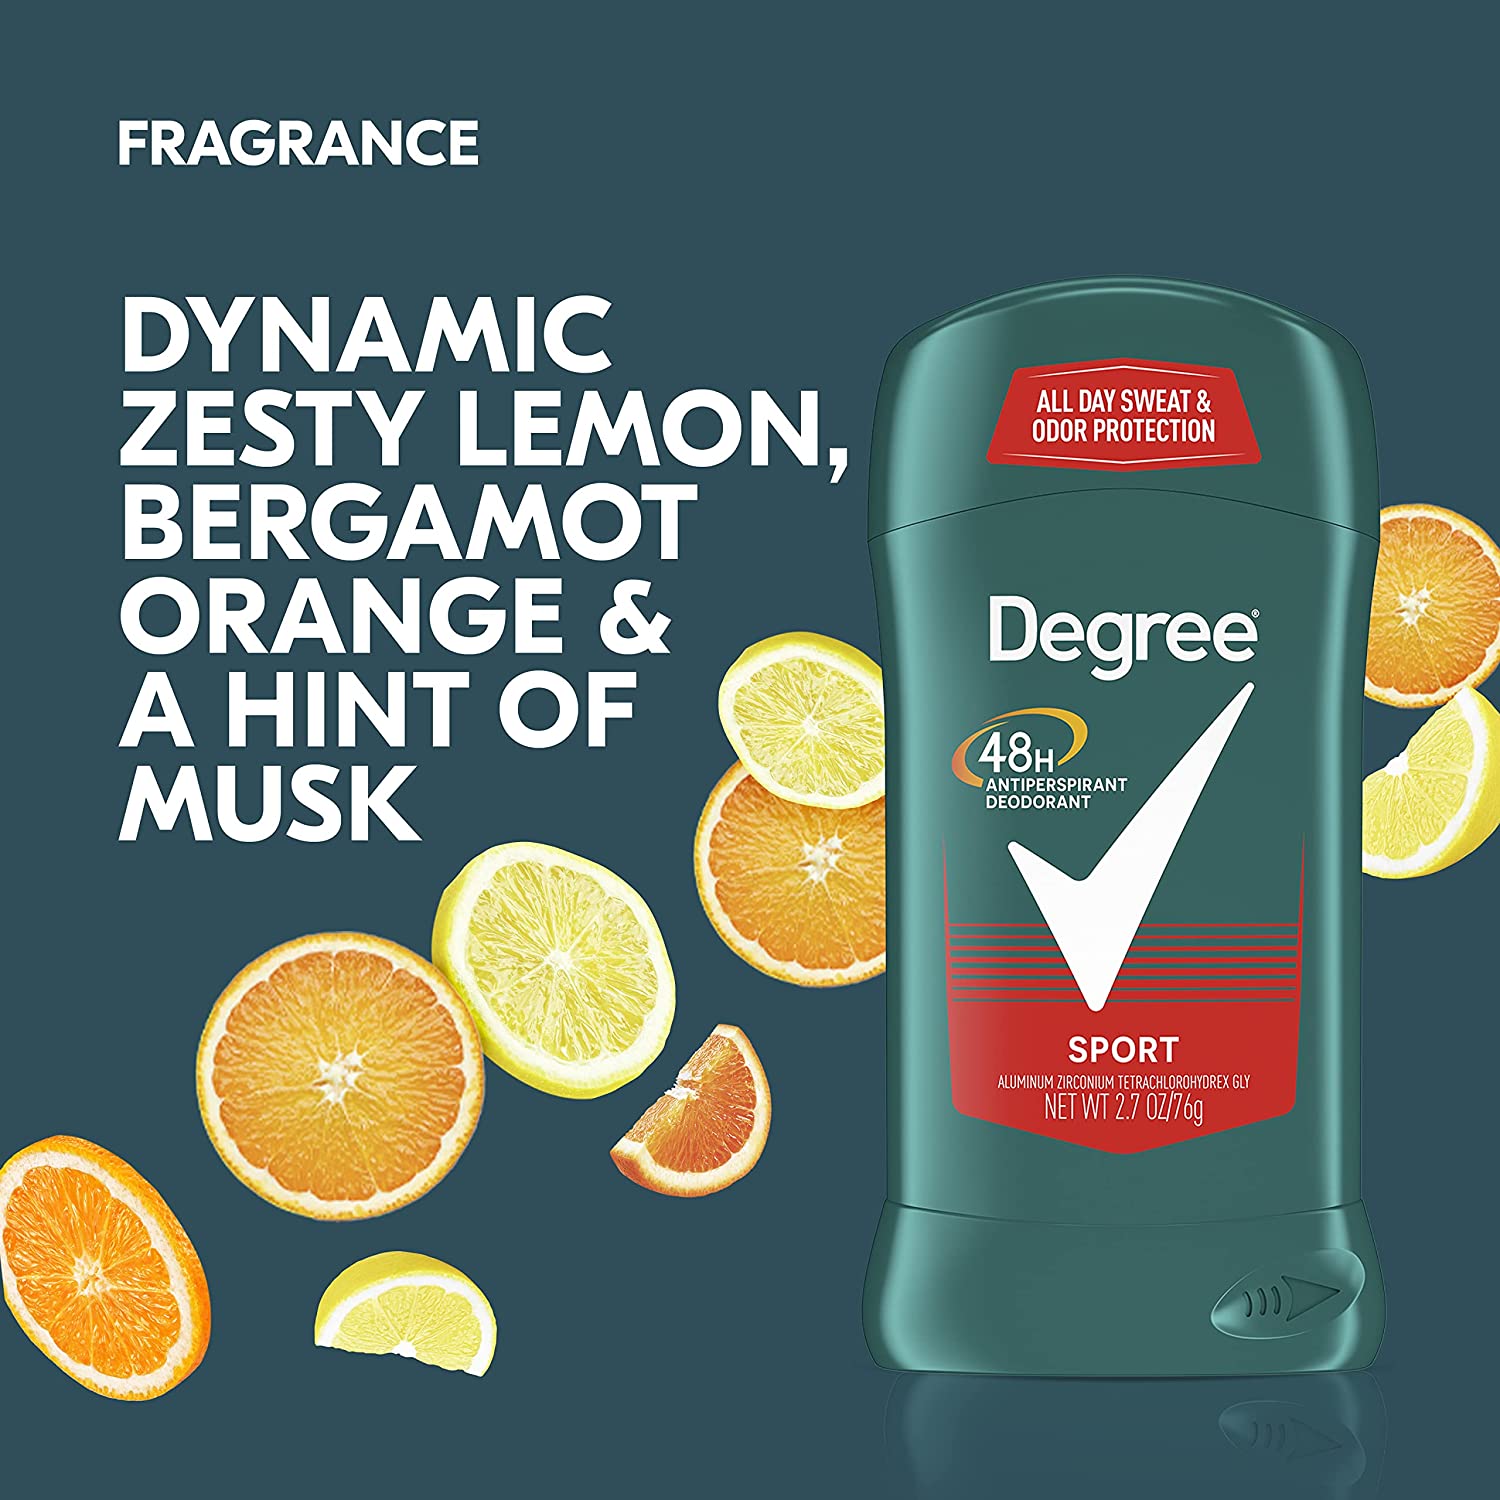 FRAGRANCE
DYNAMIC
ZESTY LEMON,
BERGAMOT
ORANGE &
A HINT OF
MUSK
ALL DAY SWEAT &
ODOR PROTECTION
Degree®
48H
ANTIPERSPIRANT
DEODORANT
SPORT
ALUMINUM ZIRCONIUM TETRACHLOROHYDREX GLY
NET WT 2.7 OZ/76g